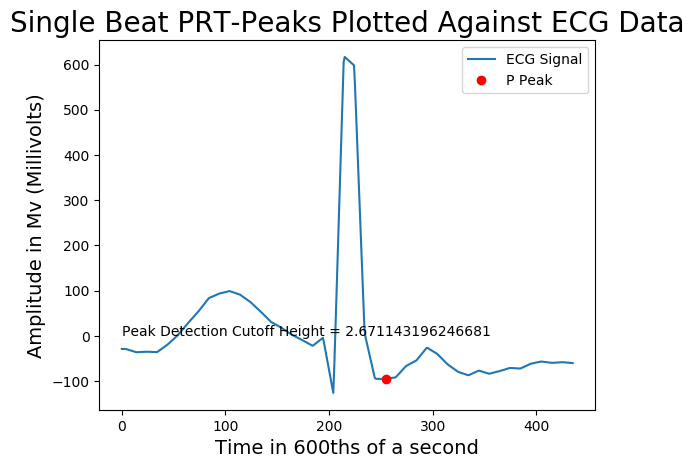 Single Beat PRT-Peaks Plotted Against ECG Data
ECG Signal
P Peak
Amplitude in Mv (Millivolts)
600
500
400
300
200
100
0
−100
Peak Detection Cutoff Height = 2.671143196246681
0 100 200 300 400
Time in 600ths of a second